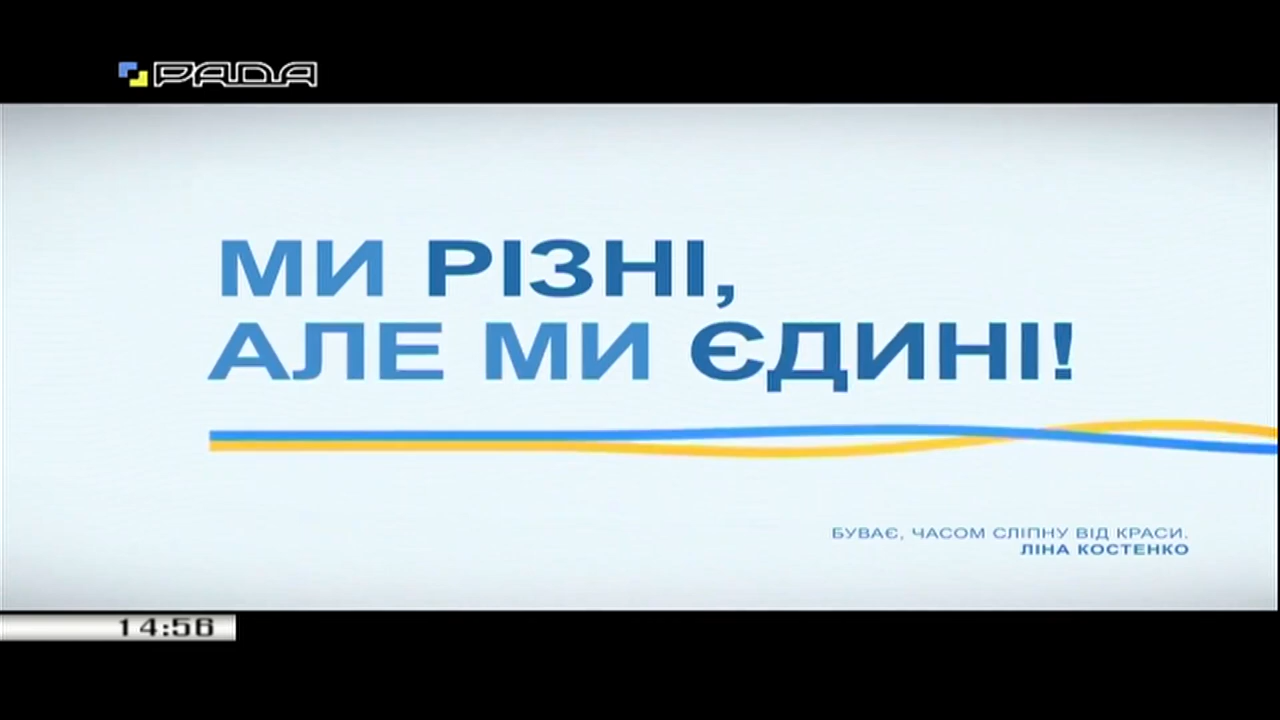 РАДА
МИ РІЗНІ,
АЛЕ МИ ЄДИНІ!
БУВАЄ, ЧАСОМ СЛІПНУ ВІД КРАСИ.
ЛІНА КОСТЕНКО
14:56